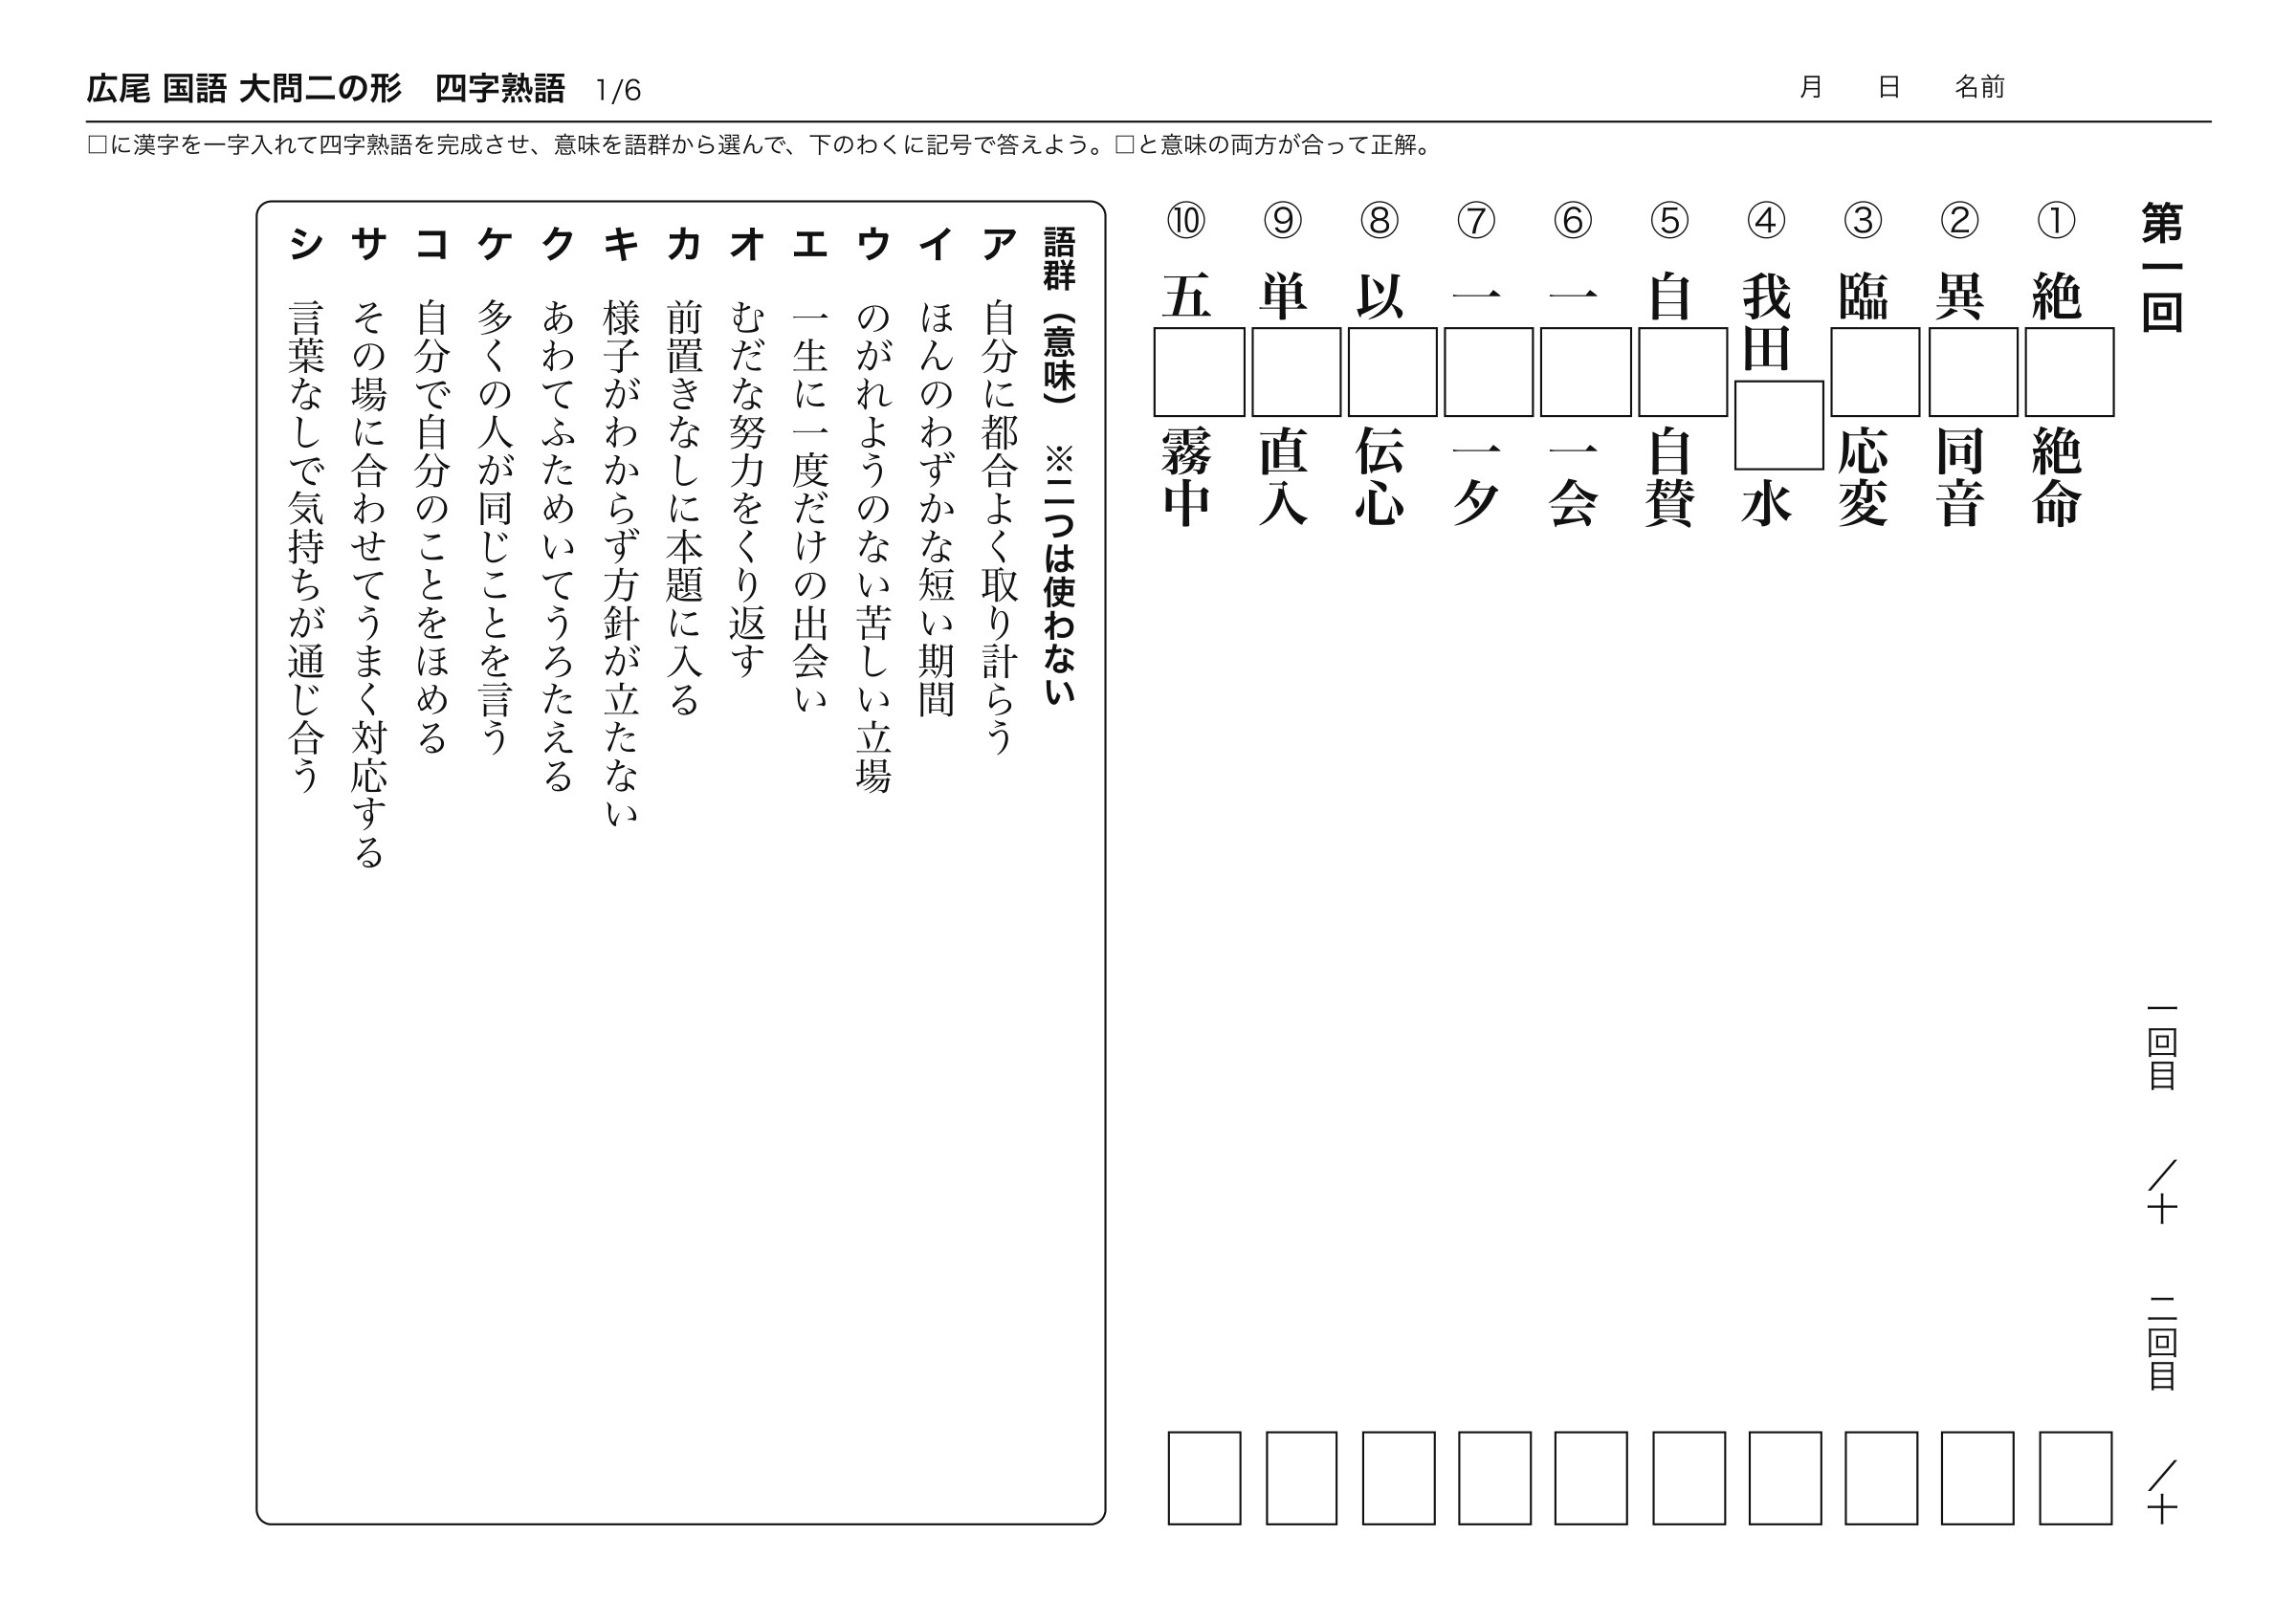 広尾 国語 大問二の形　四字熟語　1/6
月　　日　　名前
□に漢字を一字入れて四字熟語を完成させ、意味を語群から選んで、下のわくに記号で答えよう。□と意味の両方が合って正解。
第一回　一回目　／十　二回目　／十
① 絶□絶命
② 異□同音
③ 臨□応変
④ 我田□水
⑤ 自□自賛
⑥ 一□一会
⑦ 一□一夕
⑧ 以□伝心
⑨ 単□直入
⑩ 五□霧中
語群（意味）　※二つは使わない
ア　自分に都合よく取り計らう
イ　ほんのわずかな短い期間
ウ　のがれようのない苦しい立場
エ　一生に一度だけの出会い
オ　むだな努力をくり返す
カ　前置きなしに本題に入る
キ　様子がわからず方針が立たない
ク　あわてふためいてうろたえる
ケ　多くの人が同じことを言う
コ　自分で自分のことをほめる
サ　その場に合わせてうまく対応する
シ　言葉なしで気持ちが通じ合う